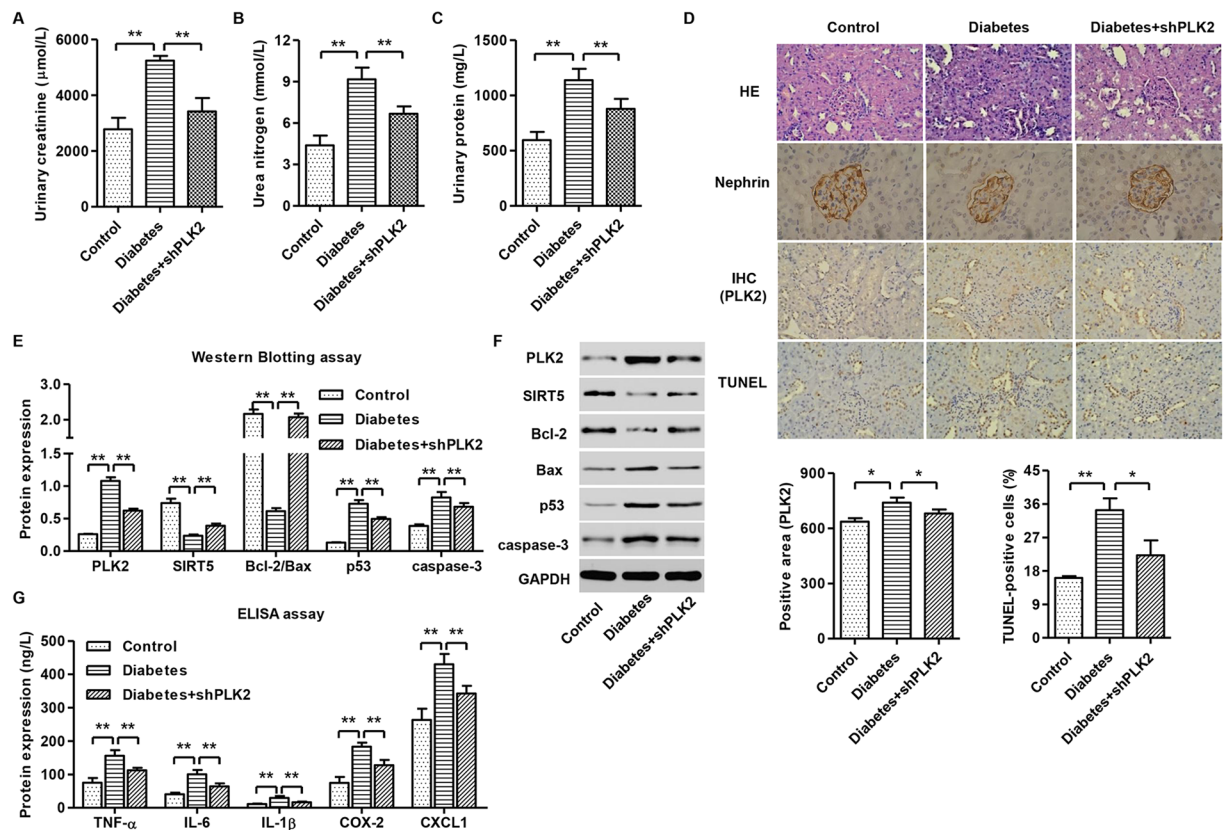 A
Urinary creatinine (μmol/L)
6000
4000
2000
0
**
**
Control
Diabetes
Diabetes+shPLK2
B
Urea nitrogen (mmol/L)
12
9
6
3
0
**
**
Control
Diabetes
Diabetes+shPLK2
C
Urinary protein (mg/L)
1500
1000
500
0
**
**
Control
Diabetes
Diabetes+shPLK2
D
Control
Diabetes
Diabetes+shPLK2
HE
Nephrin
IHC
(PLK2)
TUNEL
Positive area (PLK2)
900
600
300
0
*
*
Control
Diabetes
Diabetes+shPLK2
TUNEL-positive cells (%)
45
36
27
18
9
0
**
*
Control
Diabetes
Diabetes+shPLK2
E
Western Blotting assay
Protein expression
3.0
2.0
1.0
0.5
0.0
Control
Diabetes
Diabetes+shPLK2
** **
** **
** **
** **
** **
PLK2 SIRT5 Bcl-2/Bax p53 caspase-3
F
PLK2
SIRT5
Bcl-2
Bax
p53
caspase-3
GAPDH
Control
Diabetes
Diabetes+shPLK2
G
ELISA assay
Protein expression (ng/L)
500
400
300
200
100
0
Control
Diabetes
Diabetes+shPLK2
** **
** **
** **
** **
** **
TNF-α IL-6 IL-1β COX-2 CXCL1